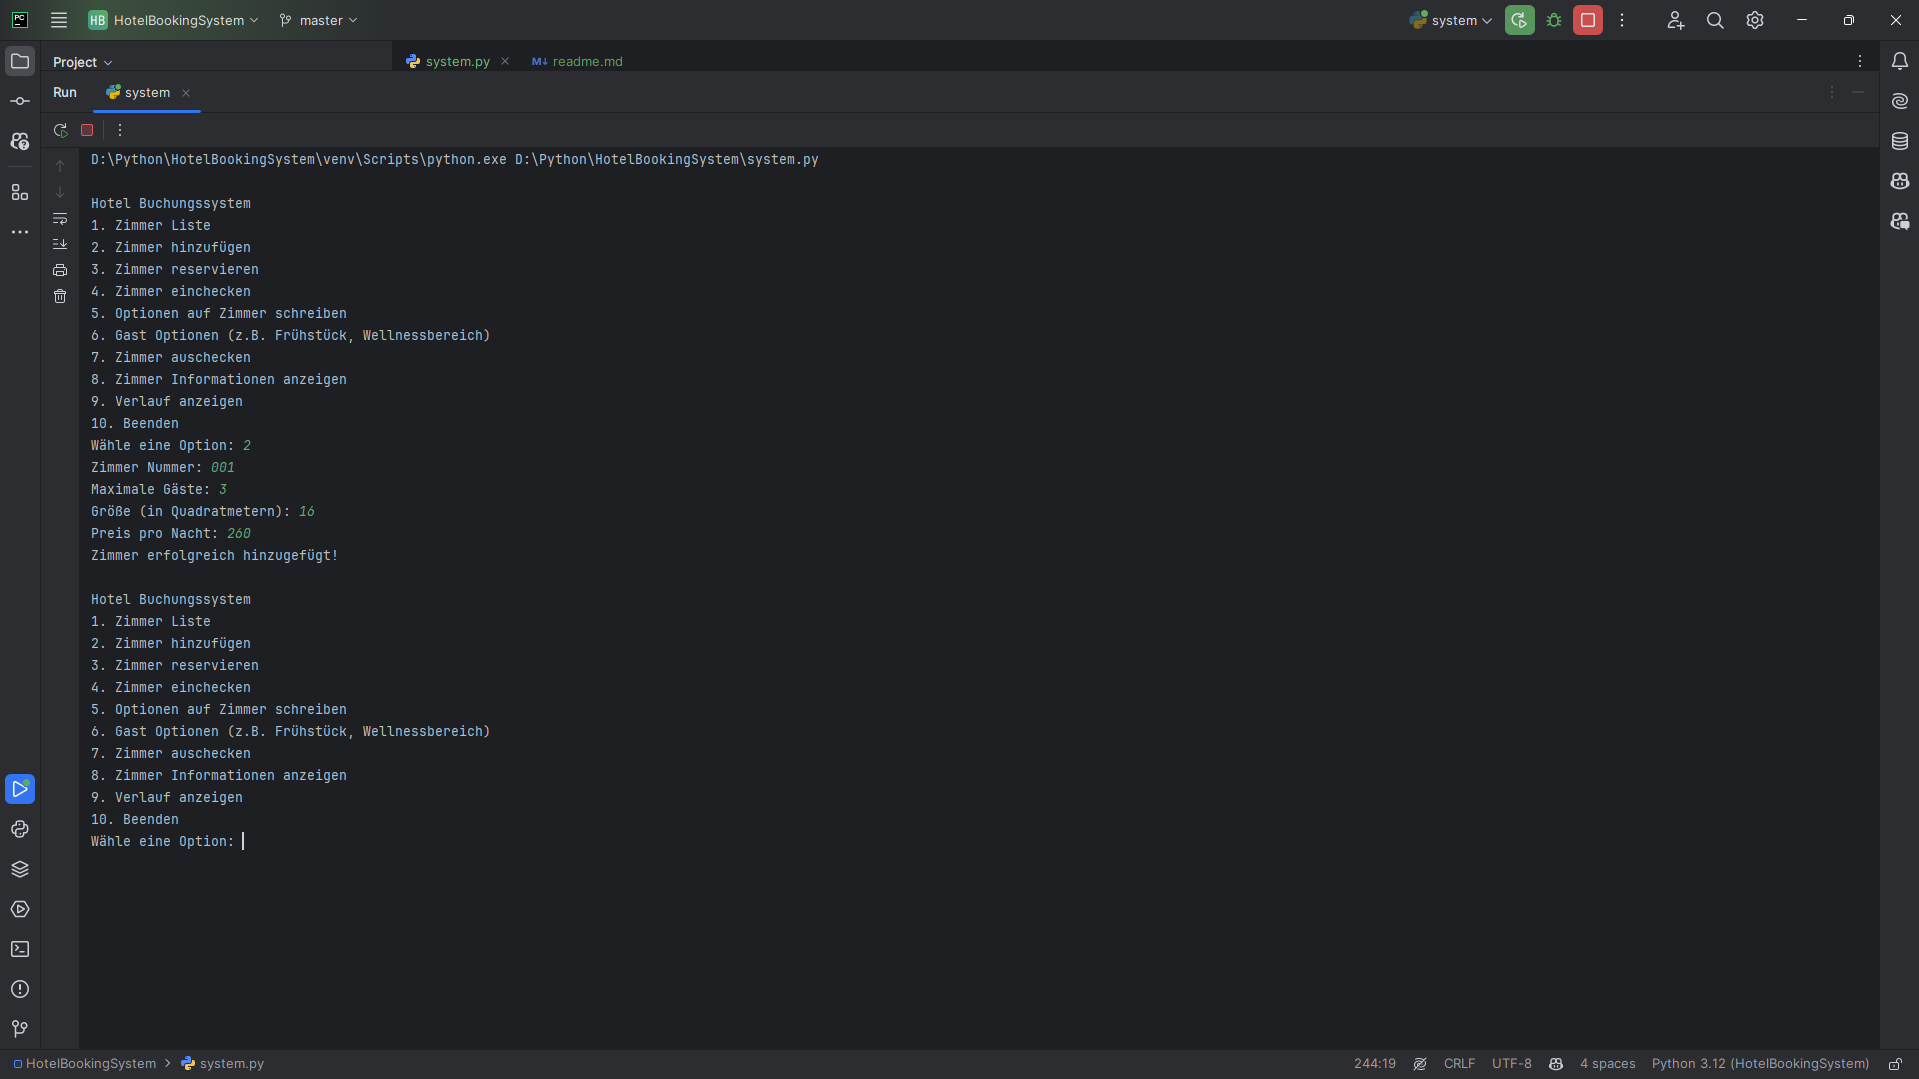 PC
HB HotelBookingSystem master system
Project
system.py readme.md
Run system
D:\Python\HotelBookingSystem\venv\Scripts\python.exe D:\Python\HotelBookingSystem\system.py
Hotel Buchungssystem
1. Zimmer Liste
2. Zimmer hinzufügen
3. Zimmer reservieren
4. Zimmer einchecken
5. Optionen auf Zimmer schreiben
6. Gast Optionen (z.B. Frühstück, Wellnessbereich)
7. Zimmer auschecken
8. Zimmer Informationen anzeigen
9. Verlauf anzeigen
10. Beenden
Wähle eine Option: 2
Zimmer Nummer: 001
Maximale Gäste: 3
Größe (in Quadratmetern): 16
Preis pro Nacht: 260
Zimmer erfolgreich hinzugefügt!
Hotel Buchungssystem
1. Zimmer Liste
2. Zimmer hinzufügen
3. Zimmer reservieren
4. Zimmer einchecken
5. Optionen auf Zimmer schreiben
6. Gast Optionen (z.B. Frühstück, Wellnessbereich)
7. Zimmer auschecken
8. Zimmer Informationen anzeigen
9. Verlauf anzeigen
10. Beenden
Wähle eine Option:
HotelBookingSystem > system.py 244:19 CRLF UTF-8 4 spaces Python 3.12 (HotelBookingSystem)